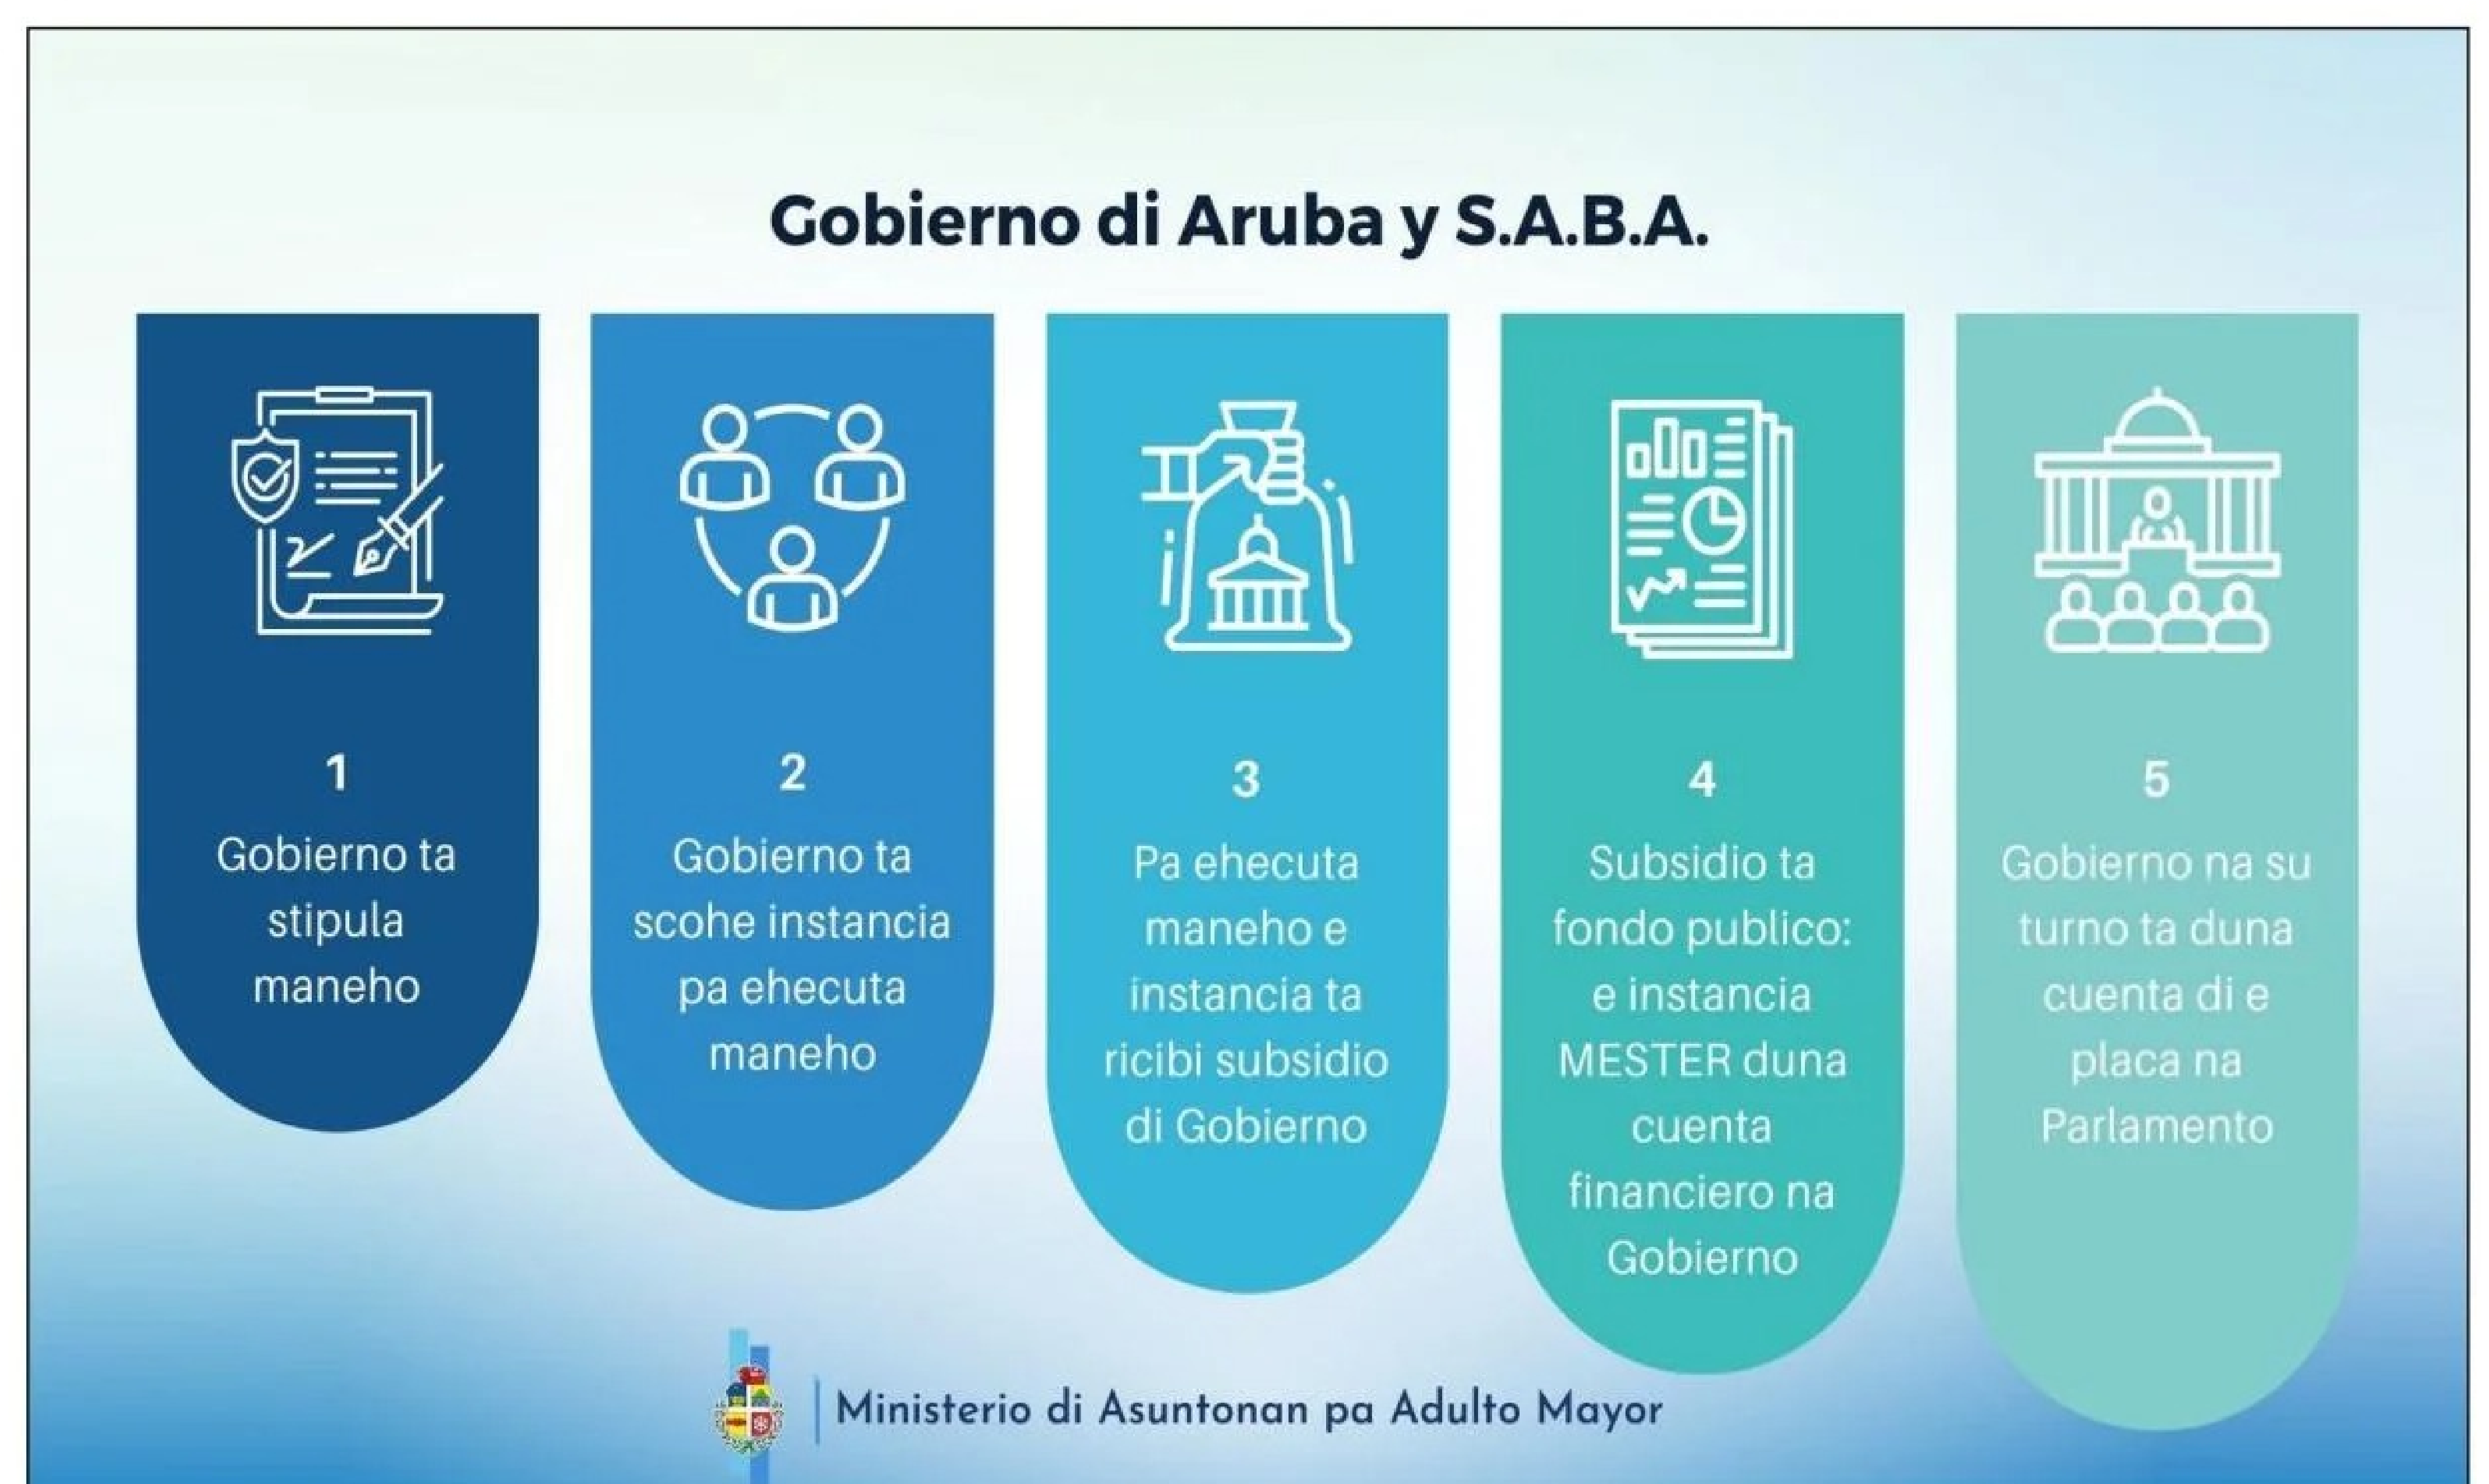 Gobierno di Aruba y S.A.B.A.
1
Gobierno ta
stipula
maneho
2
Gobierno ta
scohe instancia
pa ehecuta
maneho
3
Pa ehecuta
maneho e
instancia ta
ricibi subsidio
di Gobierno
4
Subsidio ta
fondo publico:
e instancia
MESTER duna
cuenta
financiero na
Gobierno
5
Gobierno na su
turno ta duna
cuenta di e
placa na
Parlamento
Ministerio di Asuntonan pa Adulto Mayor